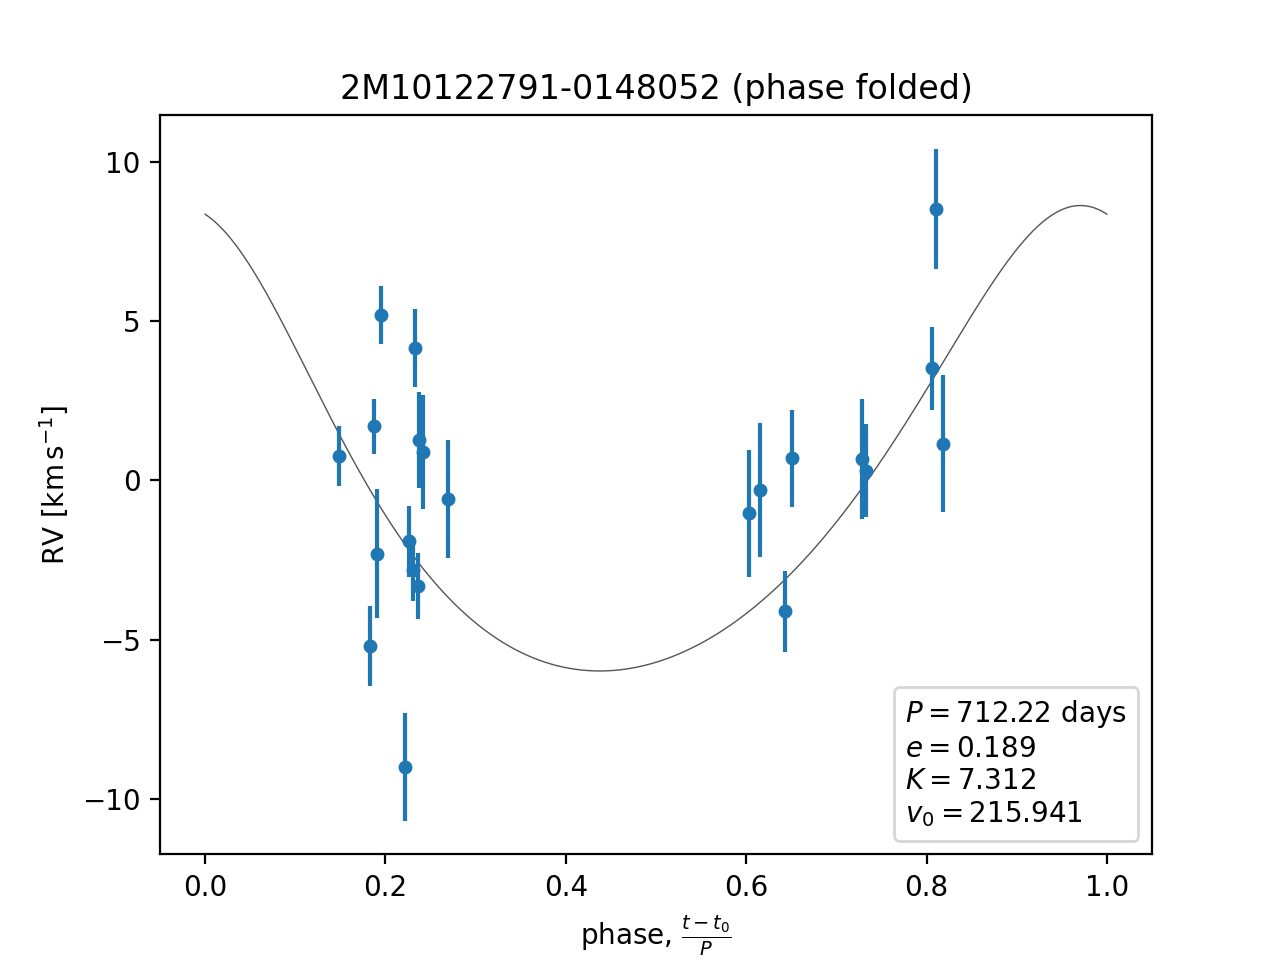 2M10122791-0148052 (phase folded)
10
5
0
−5
−10
RV [km s⁻¹]
0.0 0.2 0.4 0.6 0.8 1.0
phase, (t − t₀)/P
P = 712.22 days
e = 0.189
K = 7.312
v₀ = 215.941